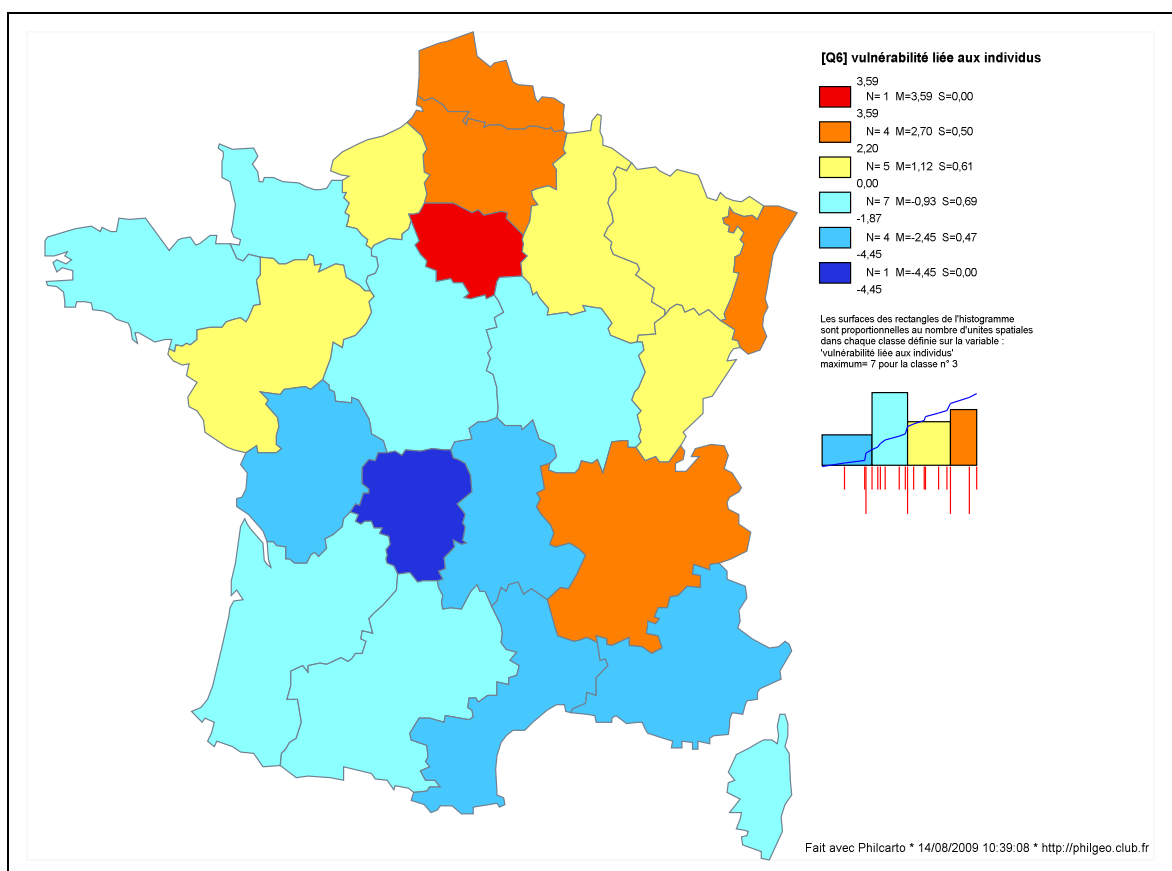 [Q6] vulnérabilité liée aux individus
3,59
N= 1 M=3,59 S=0,00
3,59
N= 4 M=2,70 S=0,50
2,20
N= 5 M=1,12 S=0,61
0,00
N= 7 M=-0,93 S=0,69
-1,87
N= 4 M=-2,45 S=0,47
-4,45
N= 1 M=-4,45 S=0,00
-4,45
Les surfaces des rectangles de l'histogramme
sont proportionnelles au nombre d'unites spatiales
dans chaque classe définie sur la variable :
'vulnérabilité liée aux individus'
maximum= 7 pour la classe n° 3
Fait avec Philcarto * 14/08/2009 10:39:08 * http://philgeo.club.fr